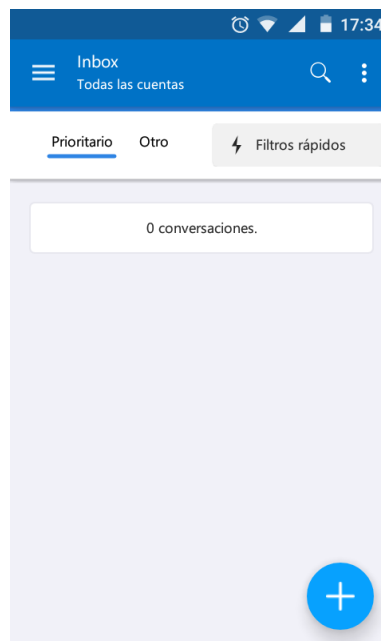 17:34
Inbox
Todas las cuentas
Prioritario Otro Filtros rápidos
0 conversaciones.